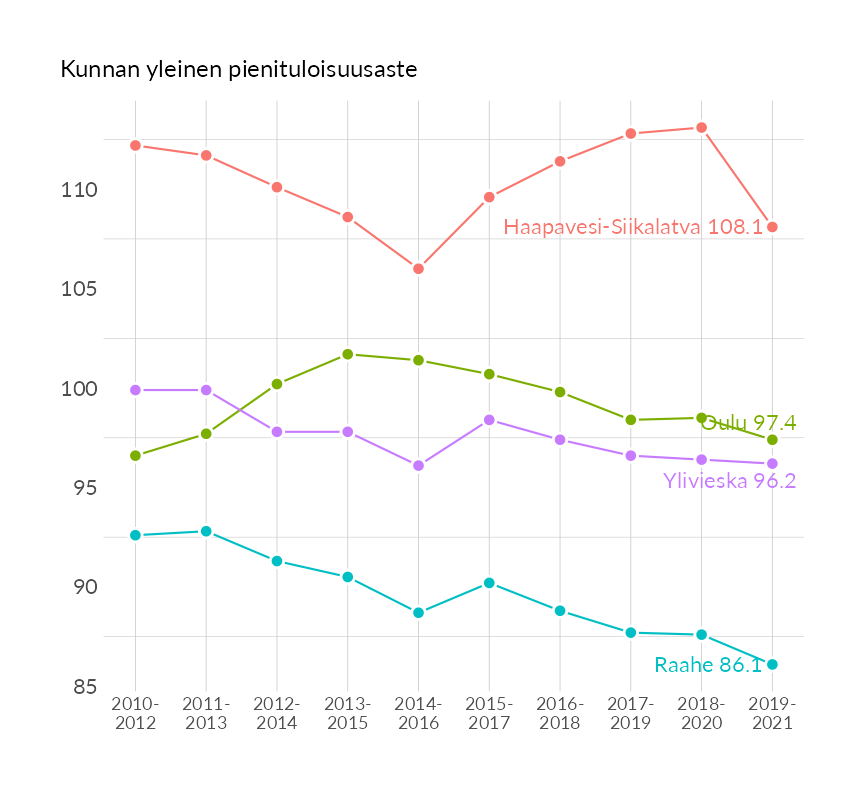 Kunnan yleinen pienituloisuusaste
110
Haapavesi-Siikalatva 108.1
105
100
Oulu 97.4
95
Ylivieska 96.2
90
Raahe 86.1
85
2010- 2011- 2012- 2013- 2014- 2015- 2016- 2017- 2018- 2019-
2012 2013 2014 2015 2016 2017 2018 2019 2020 2021